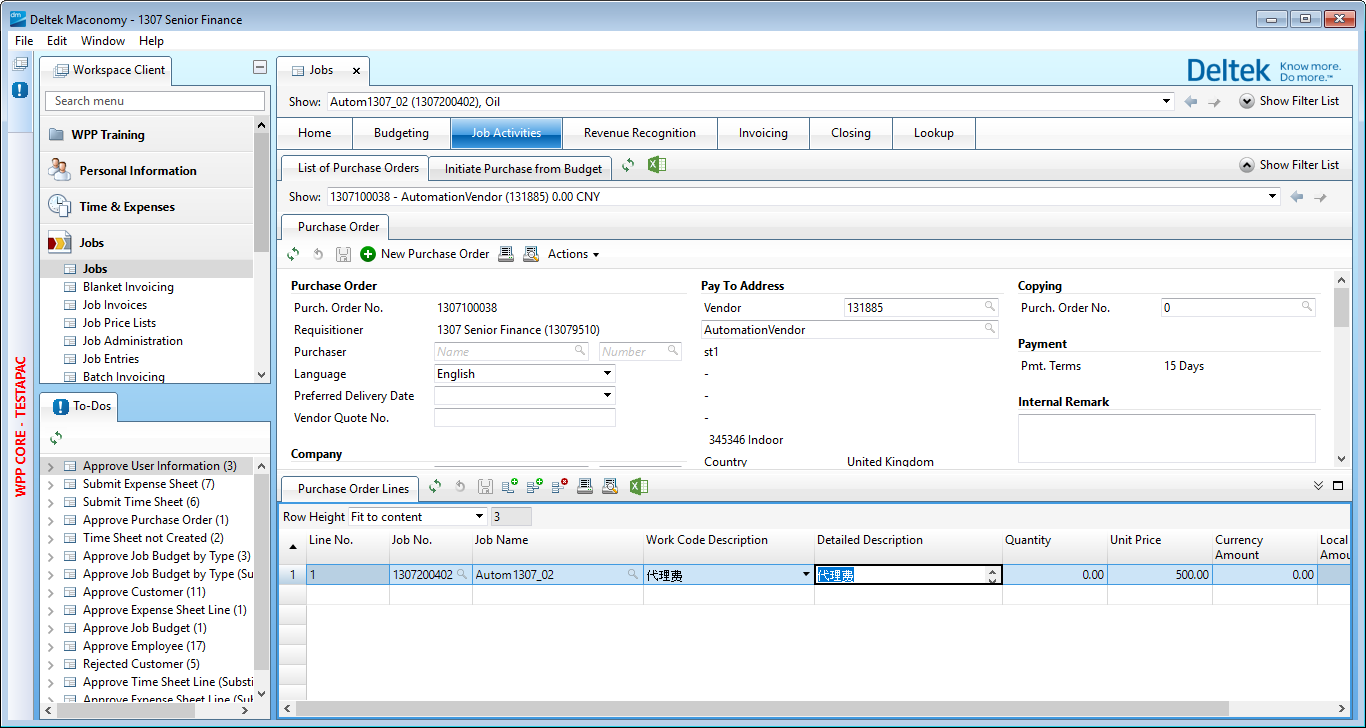 Deltek Maconomy - 1307 Senior Finance
File Edit Window Help
Workspace Client
Search menu
WPP Training
Personal Information
Time & Expenses
Jobs
Jobs
Blanket Invoicing
Job Invoices
Job Price Lists
Job Administration
Job Entries
Batch Invoicing
WPP CORE - TESTAPAC
To-Dos
Approve User Information (3)
Submit Expense Sheet (7)
Submit Time Sheet (6)
Approve Purchase Order (1)
Time Sheet not Created (2)
Approve Job Budget by Type (3)
Approve Job Budget by Type (Su
Approve Customer (11)
Approve Expense Sheet Line (1)
Approve Job Budget (1)
Approve Employee (17)
Rejected Customer (5)
Approve Time Sheet Line (Substi
Approve Expense Sheet Line (Sub
Jobs
Deltek Know more. Do more.™
Show: Autom1307_02 (1307200402), Oil
Show Filter List
Home Budgeting Job Activities Revenue Recognition Invoicing Closing Lookup
List of Purchase Orders Initiate Purchase from Budget
Show Filter List
Show: 1307100038 - AutomationVendor (131885) 0.00 CNY
Purchase Order
New Purchase Order Actions
Purchase Order
Purch. Order No. 1307100038
Requisitioner 1307 Senior Finance (13079510)
Purchaser Name Number
Language English
Preferred Delivery Date
Vendor Quote No.
Company
Pay To Address
Vendor 131885
AutomationVendor
st1
-
-
-
345346 Indoor
Country United Kingdom
Copying
Purch. Order No. 0
Payment
Pmt. Terms 15 Days
Internal Remark
Purchase Order Lines
Row Height Fit to content 3
Line No. Job No. Job Name Work Code Description Detailed Description Quantity Unit Price Currency Amount Local Amou
1 1 1307200402 Autom1307_02 代理费 代理费 0.00 500.00 0.00